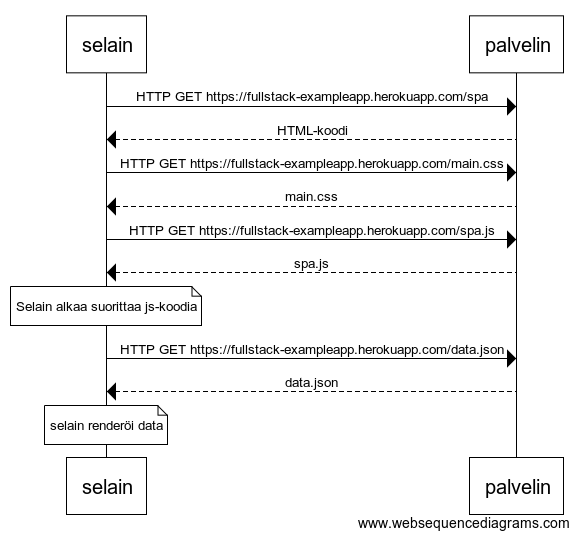 selain palvelin
HTTP GET https://fullstack-exampleapp.herokuapp.com/spa
HTML-koodi
HTTP GET https://fullstack-exampleapp.herokuapp.com/main.css
main.css
HTTP GET https://fullstack-exampleapp.herokuapp.com/spa.js
spa.js
Selain alkaa suorittaa js-koodia
HTTP GET https://fullstack-exampleapp.herokuapp.com/data.json
data.json
selain renderöi data
selain palvelin
www.websequencediagrams.com